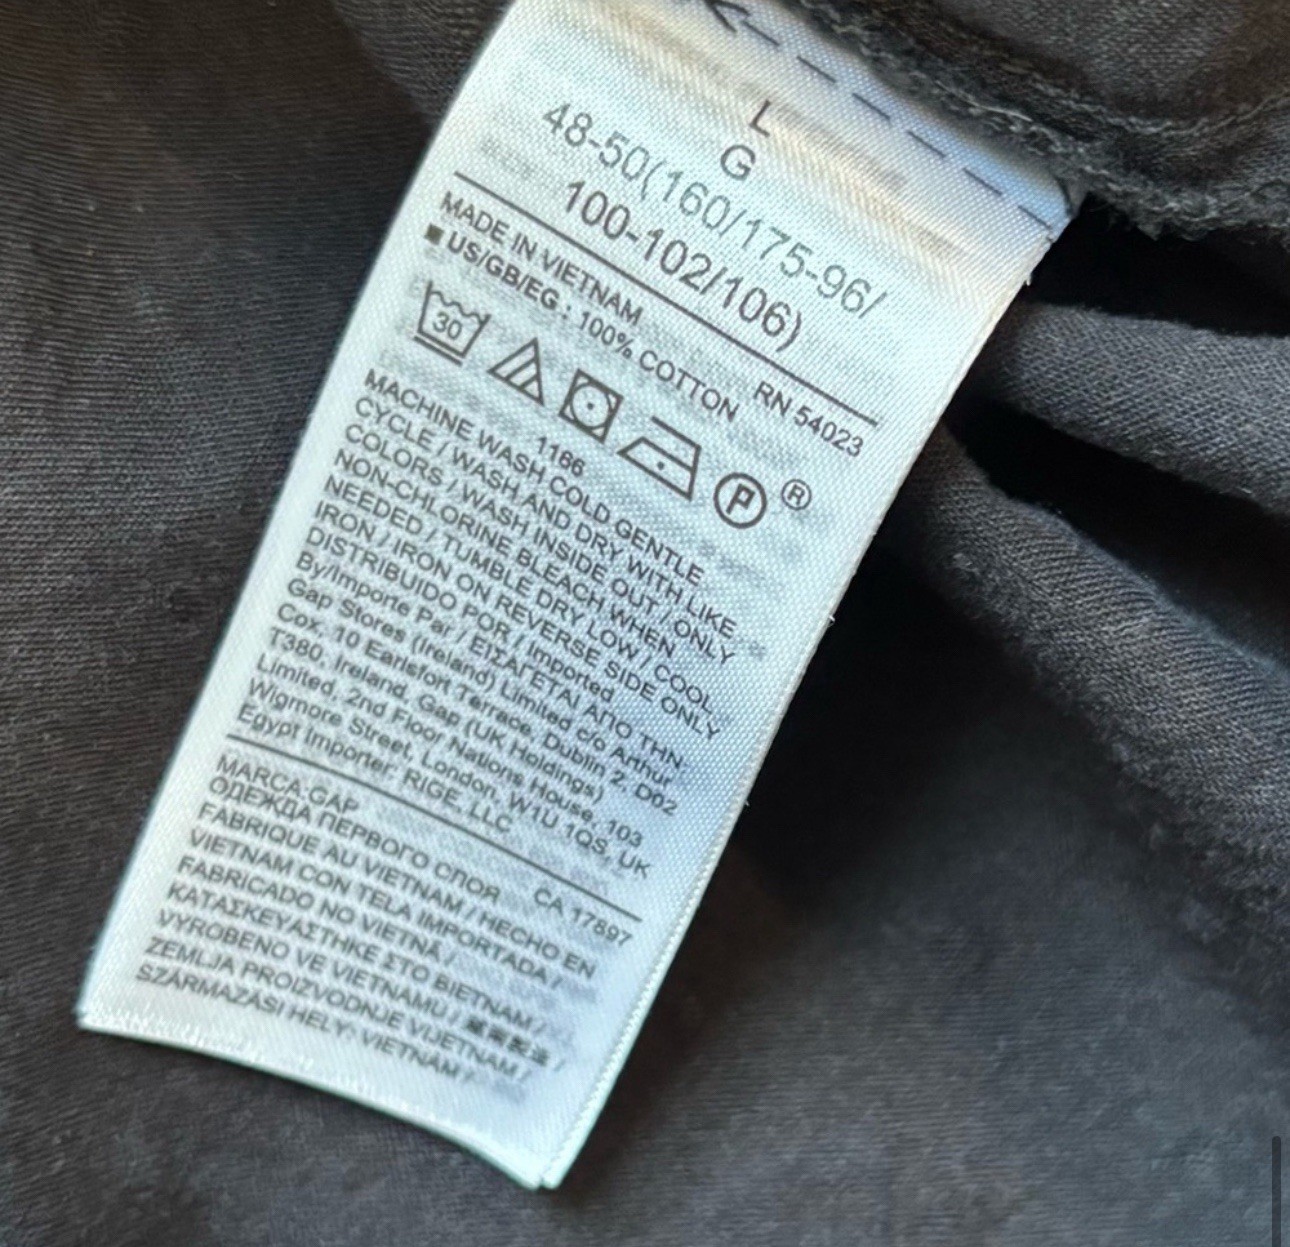 L
G
48-50(160/175-96/
100-102/106)
MADE IN VIETNAM RN 54023
■ US/GB/EG : 100% COTTON
30
P ®
1186
MACHINE WASH COLD GENTLE
CYCLE / WASH AND DRY WITH LIKE
COLORS / WASH INSIDE OUT / ONLY
NON-CHLORINE BLEACH WHEN
NEEDED / TUMBLE DRY LOW / COOL
IRON / IRON ON REVERSE SIDE ONLY
DISTRIBUIDO POR / Imported
By/Importe Par / ΕΙΣΑΓΕΤΑΙ ΑΠΟ ΤΗΝ:
Gap Stores (Ireland) Limited c/o Arthur
Cox, 10 Earlsfort Terrace, Dublin 2, D02
T380, Ireland. Gap (UK Holdings)
Limited, 2nd Floor Nations House, 103
Wigmore Street, London, W1U 1QS, UK
Egypt Importer: RIGE, LLC
MARCA:GAP CA 17897
ОДЕЖДА ПЕРВОГО СЛОЯ
FABRIQUE AU VIETNAM / HECHO EN
VIETNAM CON TELA IMPORTADA /
FABRICADO NO VIETNÃ /
ΚΑΤΑΣΚΕΥΑΣΤΗΚΕ ΣΤΟ ΒΙΕΤΝΑΜ /
VYROBENO VE VIETNAMU /
ZEMLJA PROIZVODNJE VIJETNAM /
SZÁRMAZÁSI HELY: VIETNAM /